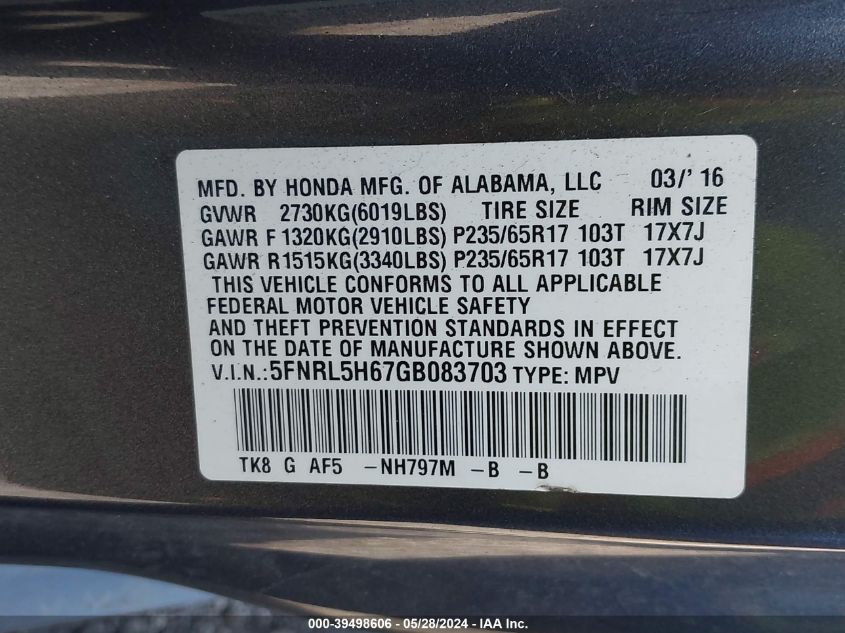 MFD. BY HONDA MFG. OF ALABAMA, LLC 03/' 16
GVWR 2730KG(6019LBS) TIRE SIZE RIM SIZE
GAWR F 1320KG(2910LBS) P235/65R17 103T 17X7J
GAWR R1515KG(3340LBS) P235/65R17 103T 17X7J
THIS VEHICLE CONFORMS TO ALL APPLICABLE
FEDERAL MOTOR VEHICLE SAFETY
AND THEFT PREVENTION STANDARDS IN EFFECT
ON THE DATE OF MANUFACTURE SHOWN ABOVE.
V.I.N.:5FNRL5H67GB083703 TYPE: MPV
TK8 G AF5 -NH797M -B -B
000-39498606 - 05/28/2024 - IAA Inc.